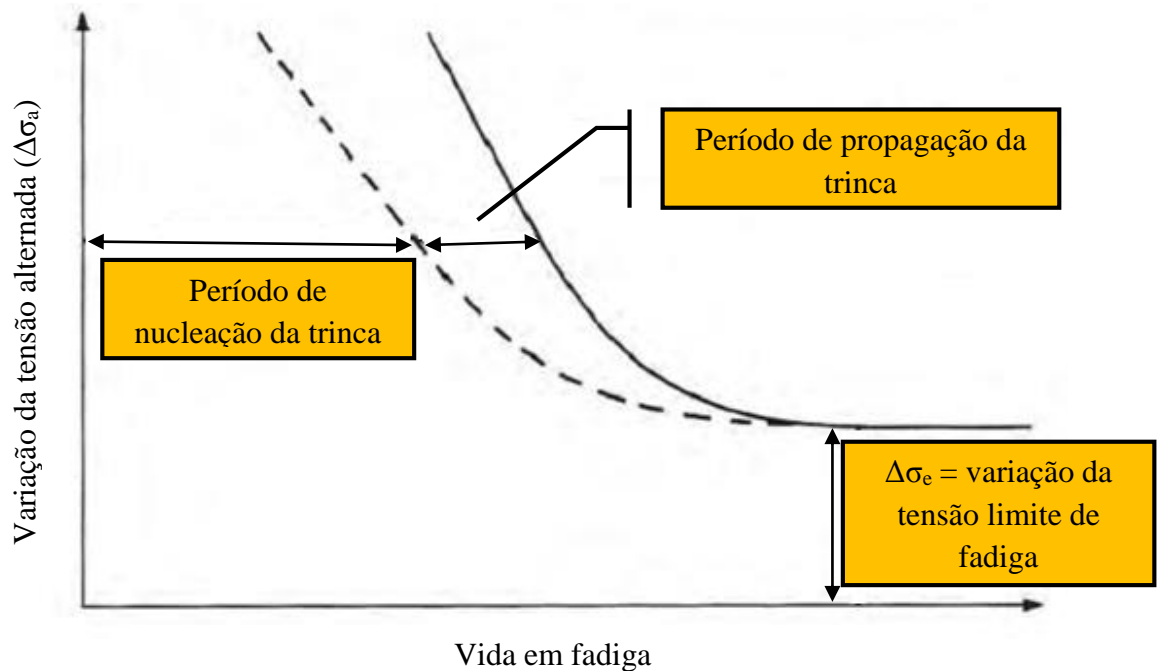 Variação da tensão alternada (Δσₐ)
Período de propagação da
trinca
Período de
nucleação da trinca
Δσₑ = variação da
tensão limite de
fadiga
Vida em fadiga